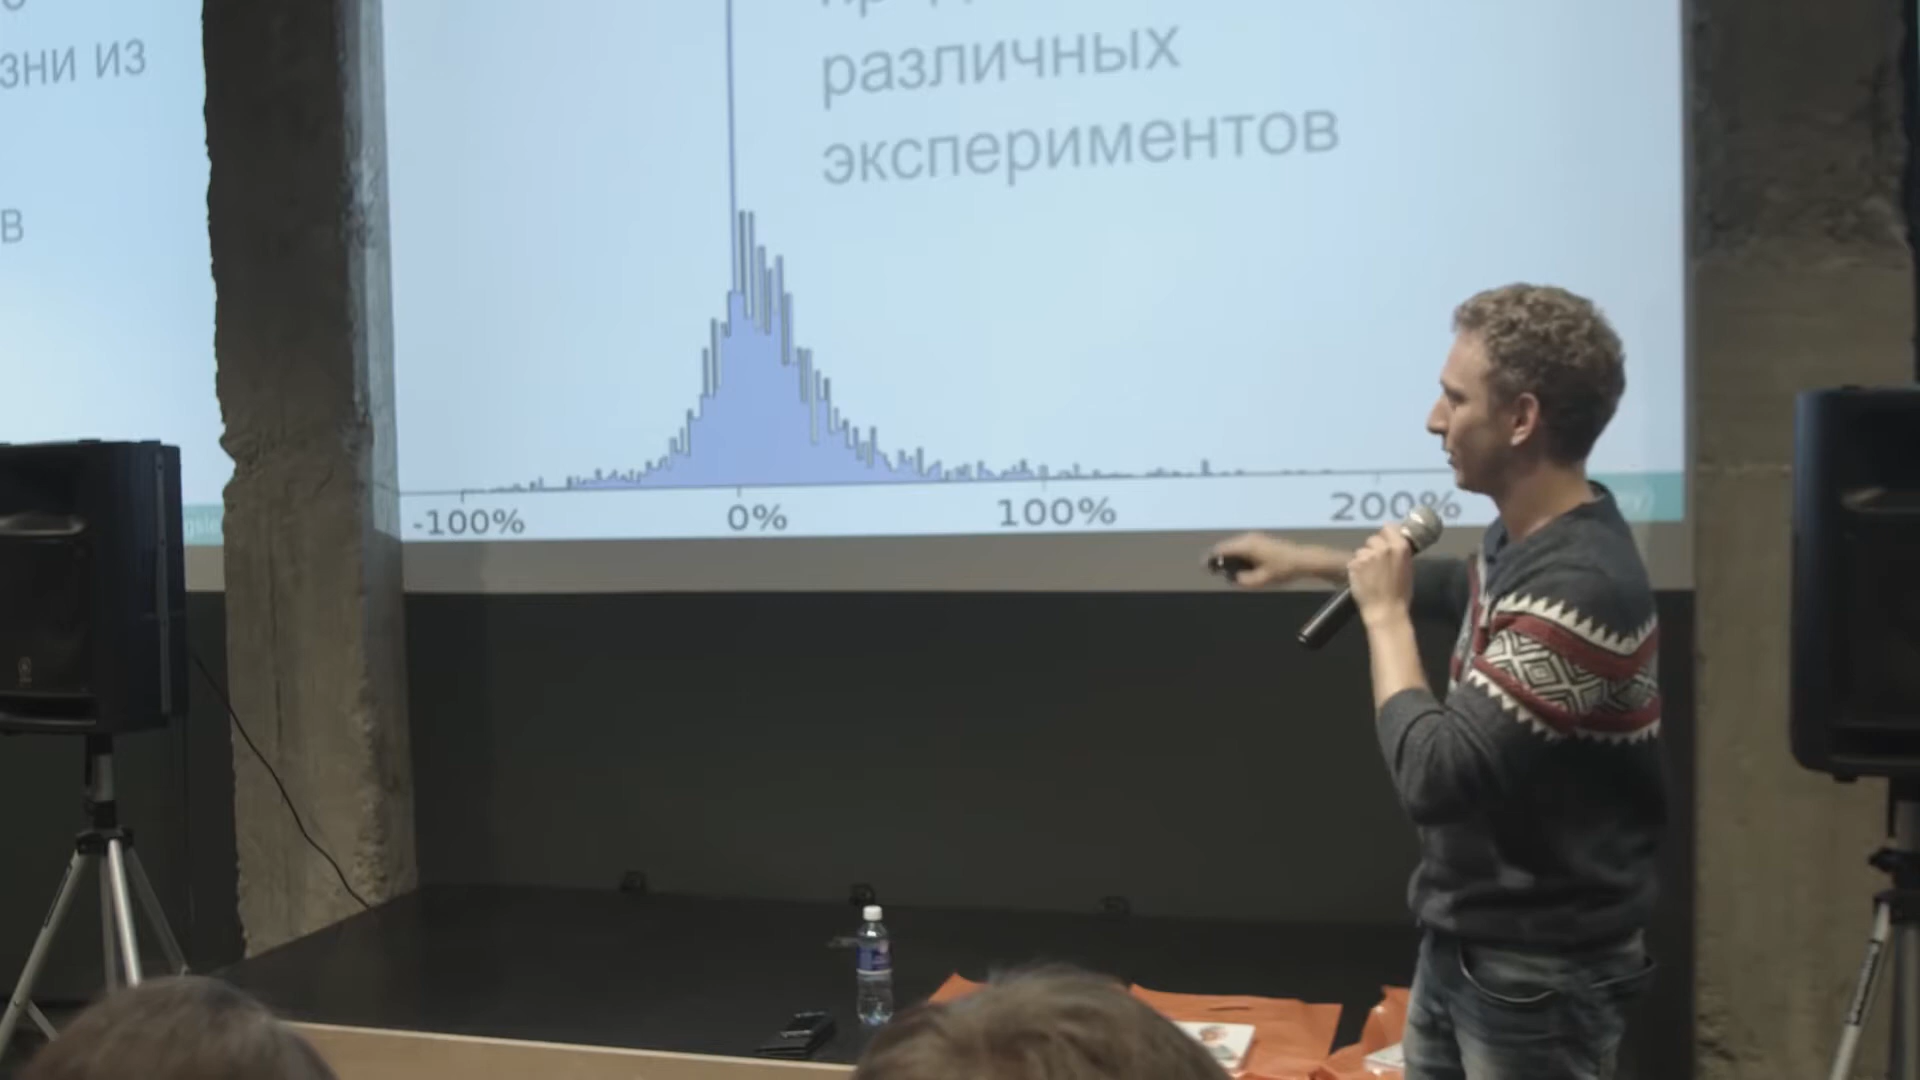 зни из
в
различных
экспериментов
-100% 0% 100% 200%